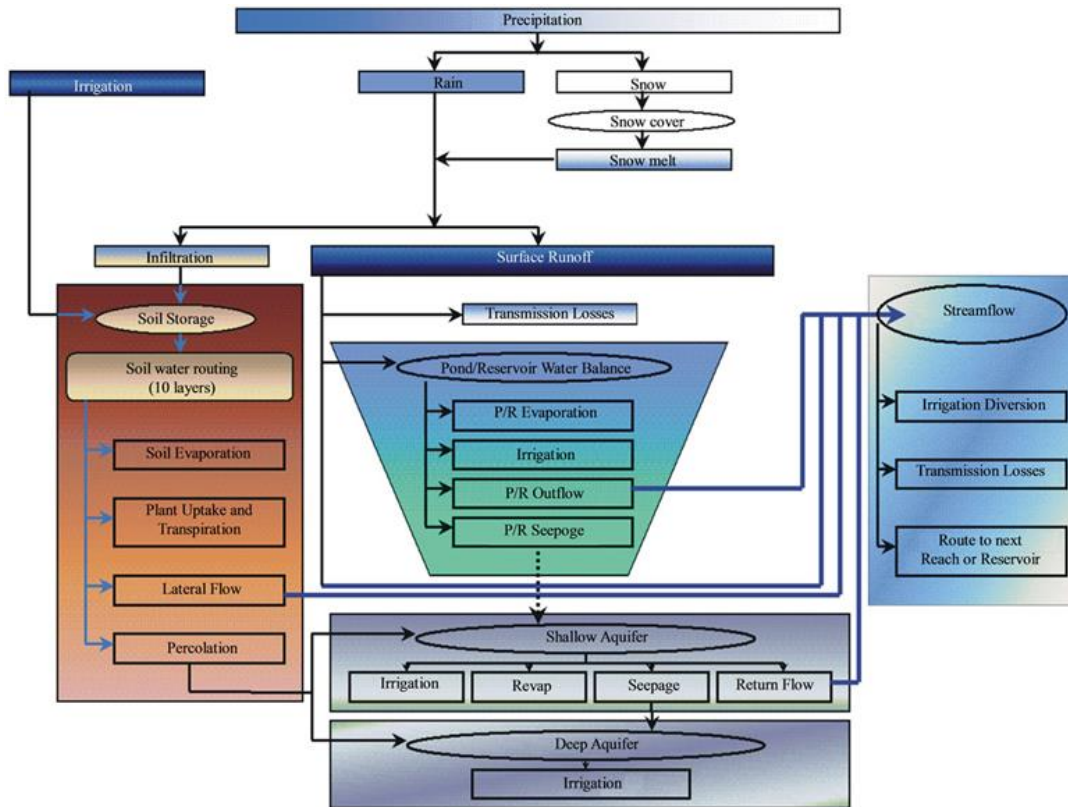 Precipitation
Irrigation
Rain
Snow
Snow cover
Snow melt
Infiltration
Surface Runoff
Soil Storage
Transmission Losses
Streamflow
Soil water routing
(10 layers)
Pond/Reservoir Water Balance
P/R Evaporation
Irrigation Diversion
Soil Evaporation
Irrigation
Transmission Losses
Plant Uptake and
Transpiration
P/R Outflow
P/R Seepoge
Route to next
Reach or Reservoir
Lateral Flow
Percolation
Shallow Aquifer
Irrigation
Revap
Seepage
Return Flow
Deep Aquifer
Irrigation